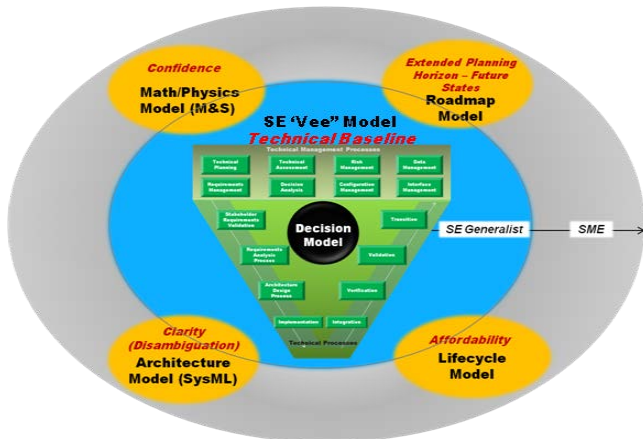 Confidence
Math/Physics
Model (M&S)
Extended Planning
Horizon – Future
States
Roadmap
Model
SE ‘Vee” Model
Technical Baseline
Technical Management Processes
Technical
Planning
Technical
Assessment
Risk
Management
Data
Management
Requirements
Management
Decision
Analysis
Configuration
Management
Interface
Management
Stakeholder
Requirements
Validation
Transition
Decision
Model
SE Generalist
SME
Requirements
Analysis
Process
Validation
Architecture
Design
Process
Verification
Implementation
Integration
Technical Processes
Clarity
(Disambiguation)
Architecture
Model (SysML)
Affordability
Lifecycle
Model